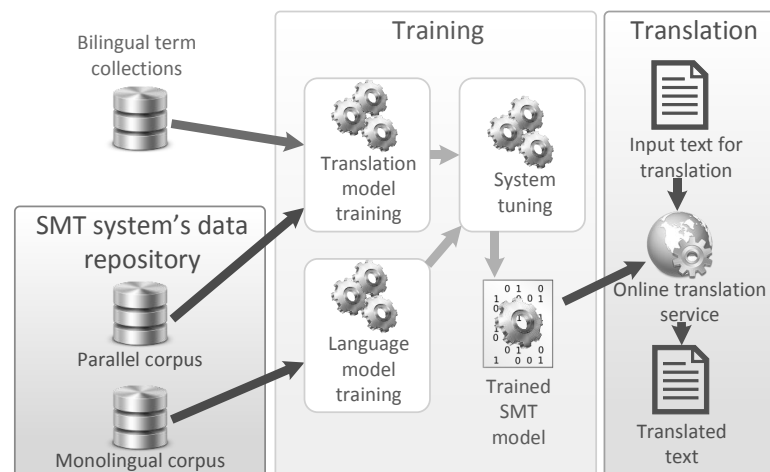 Bilingual term
collections
SMT system's data
repository
Parallel corpus
Monolingual corpus
Training
Translation
model
training
System
tuning
Language
model
training
Trained
SMT
model
Translation
Input text for
translation
Online translation
service
Translated
text